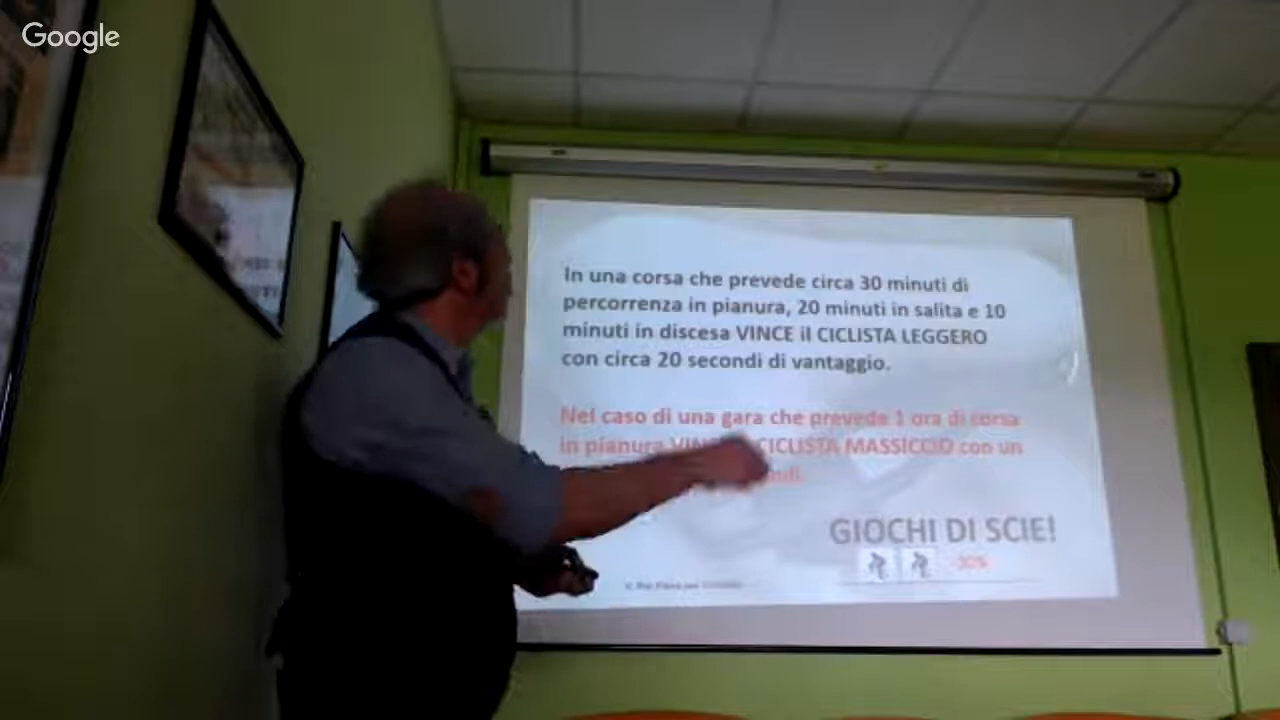 Google
In una corsa che prevede circa 30 minuti di
percorrenza in pianura, 20 minuti in salita e 10
minuti in discesa VINCE il CICLISTA LEGGERO
con circa 20 secondi di vantaggio.
Nel caso di una gara che prevede 1 ora di corsa
in pianura CICLISTA MASSICCIO con un
GIOCHI DI SCIE!